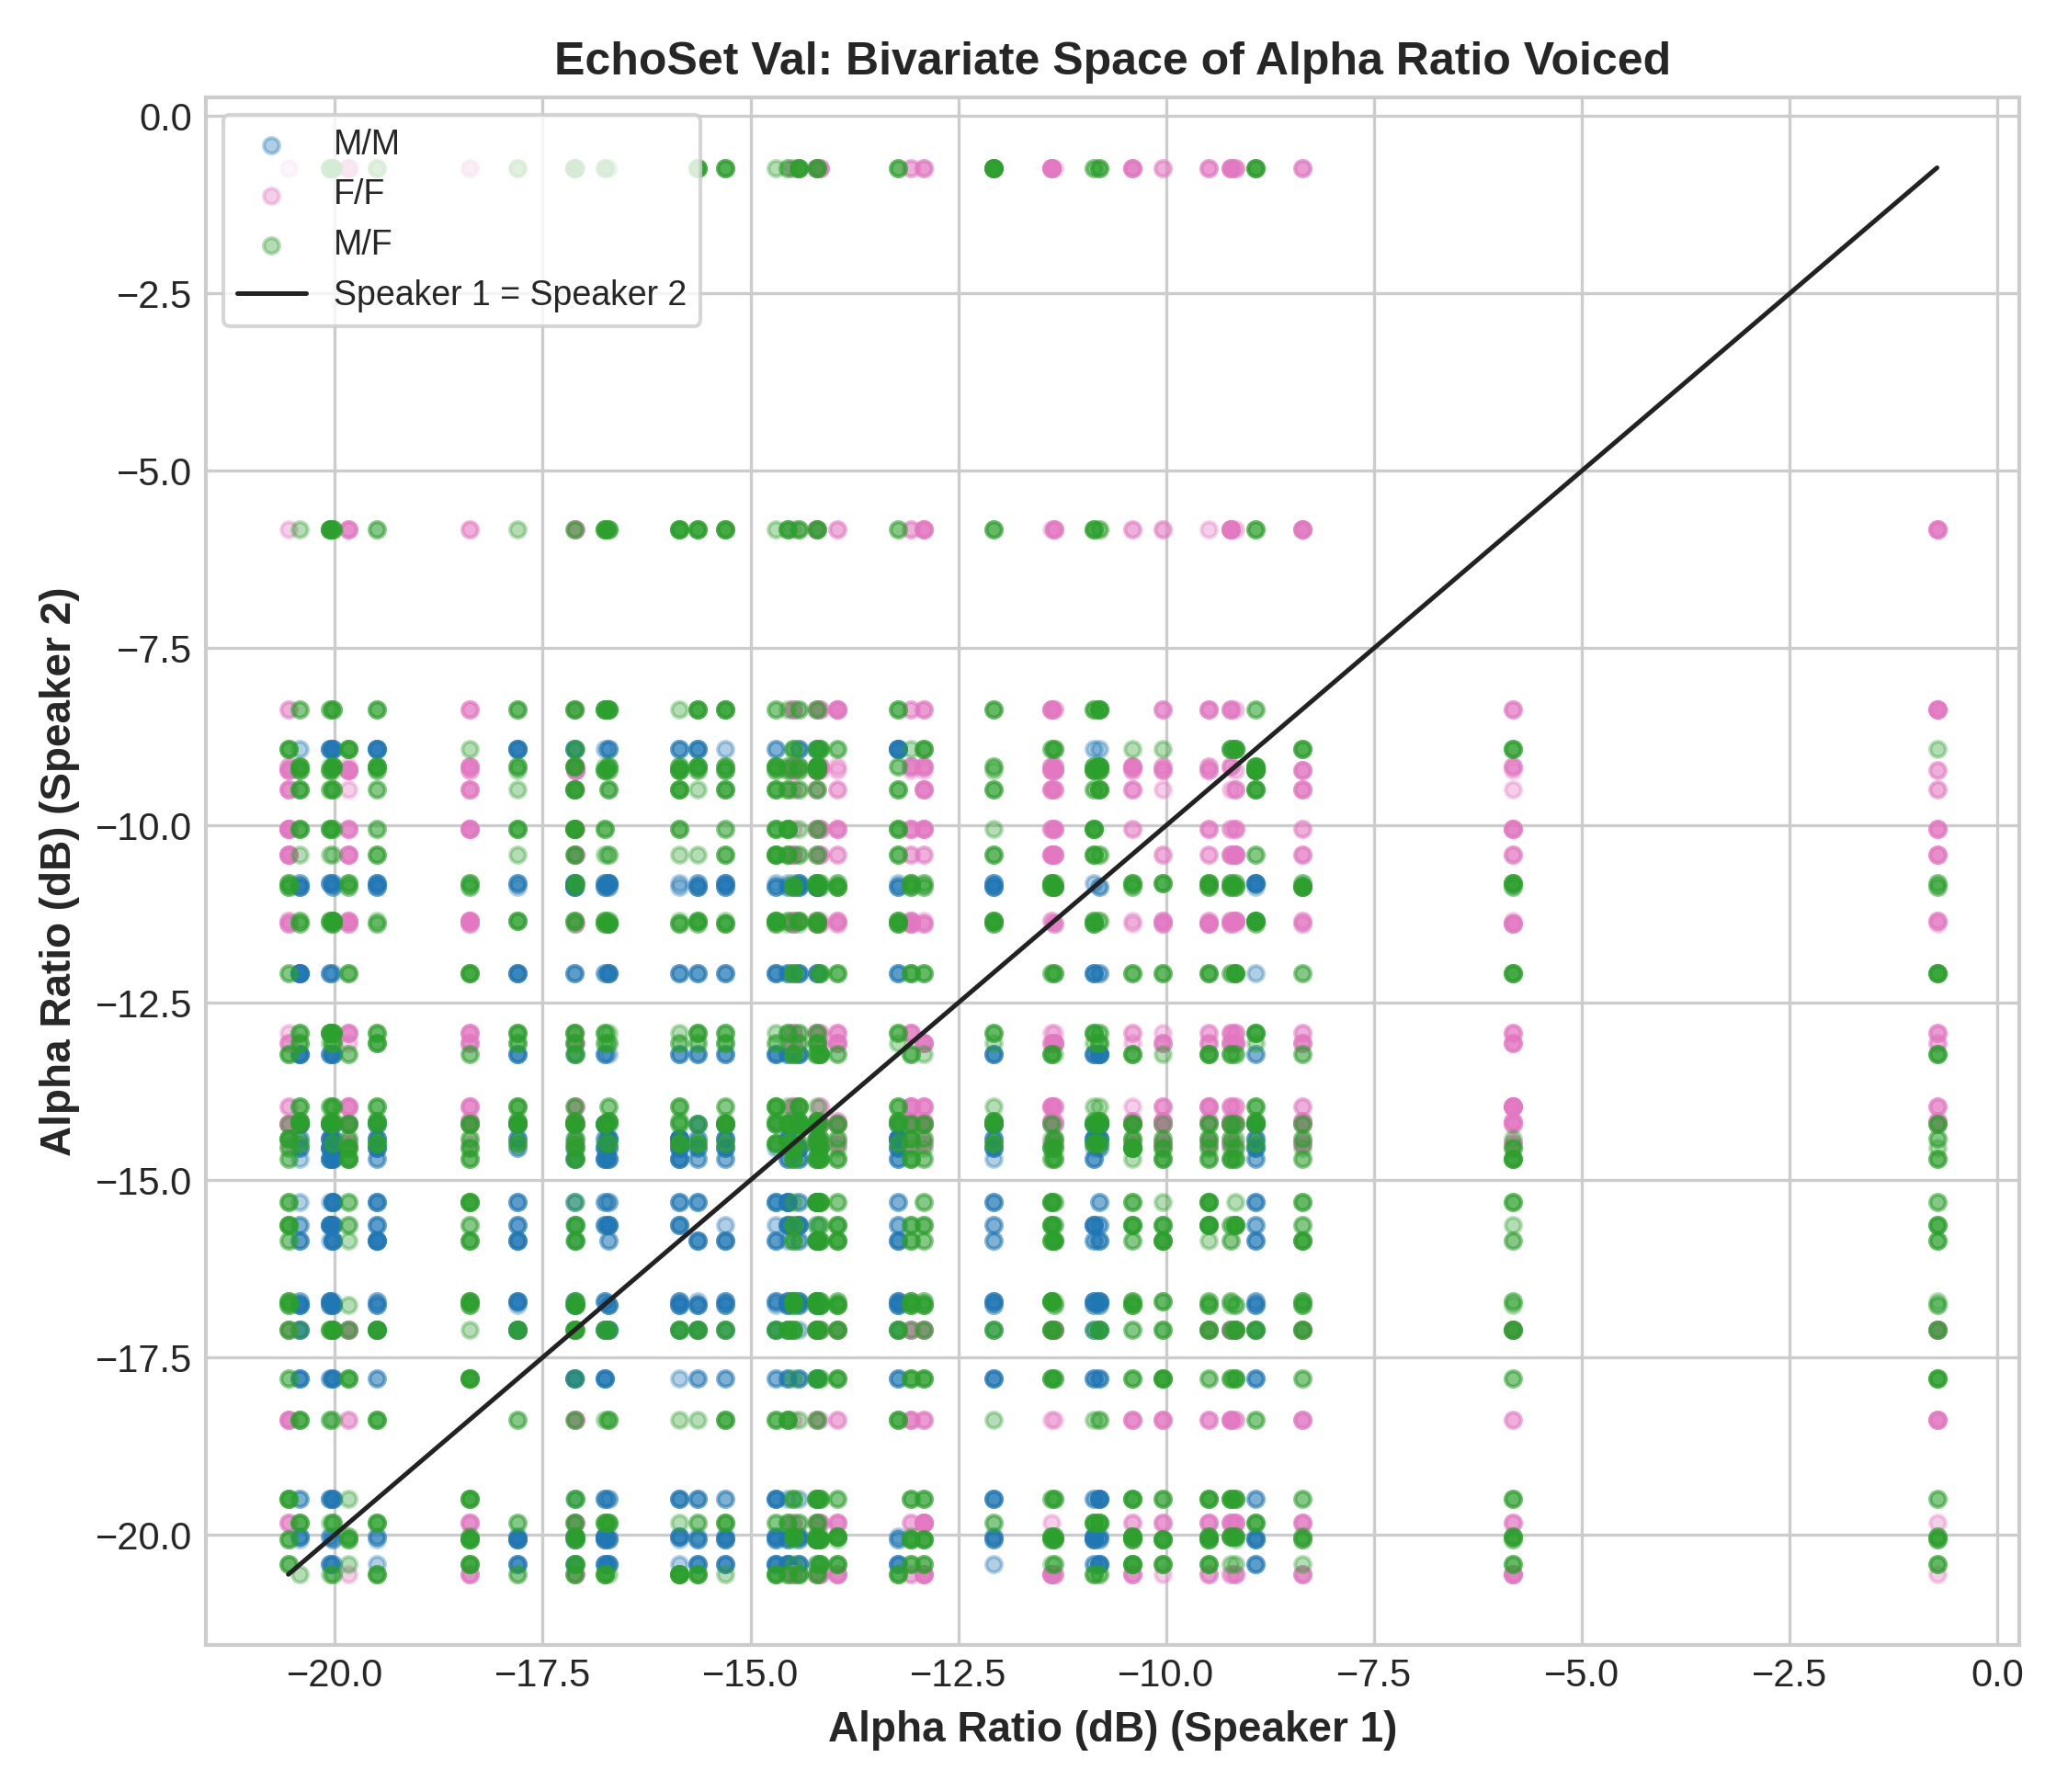 EchoSet Val: Bivariate Space of Alpha Ratio Voiced
M/M
F/F
M/F
Speaker 1 = Speaker 2
0.0
−2.5
−5.0
−7.5
−10.0
−12.5
−15.0
−17.5
−20.0
Alpha Ratio (dB) (Speaker 2)
−20.0
−17.5
−15.0
−12.5
−10.0
−7.5
−5.0
−2.5
0.0
Alpha Ratio (dB) (Speaker 1)